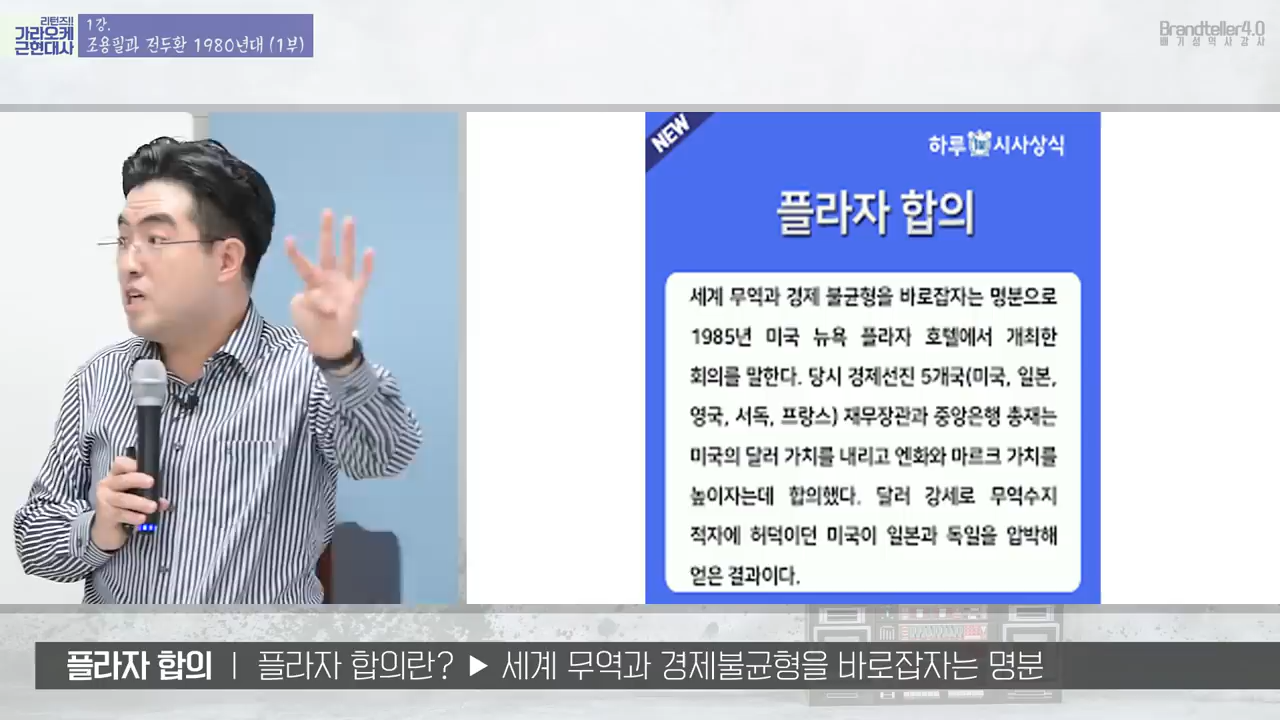 리턴즈!!
가라오케
근현대사
1강.
조용필과 전두환 1980년대 (1부)
Brandteller4.0
배기성역사강사
NEW
하루 시사상식
플라자 합의
세계 무역과 경제 불균형을 바로잡자는 명분으로
1985년 미국 뉴욕 플라자 호텔에서 개최한
회의를 말한다. 당시 경제선진 5개국(미국, 일본,
영국, 서독, 프랑스) 재무장관과 중앙은행 총재는
미국의 달러 가치를 내리고 엔화와 마르크 가치를
높이자는데 합의했다. 달러 강세로 무역수지
적자에 허덕이던 미국이 일본과 독일을 압박해
얻은 결과이다.
플라자 합의 | 플라자 합의란? ▶ 세계 무역과 경제불균형을 바로잡자는 명분